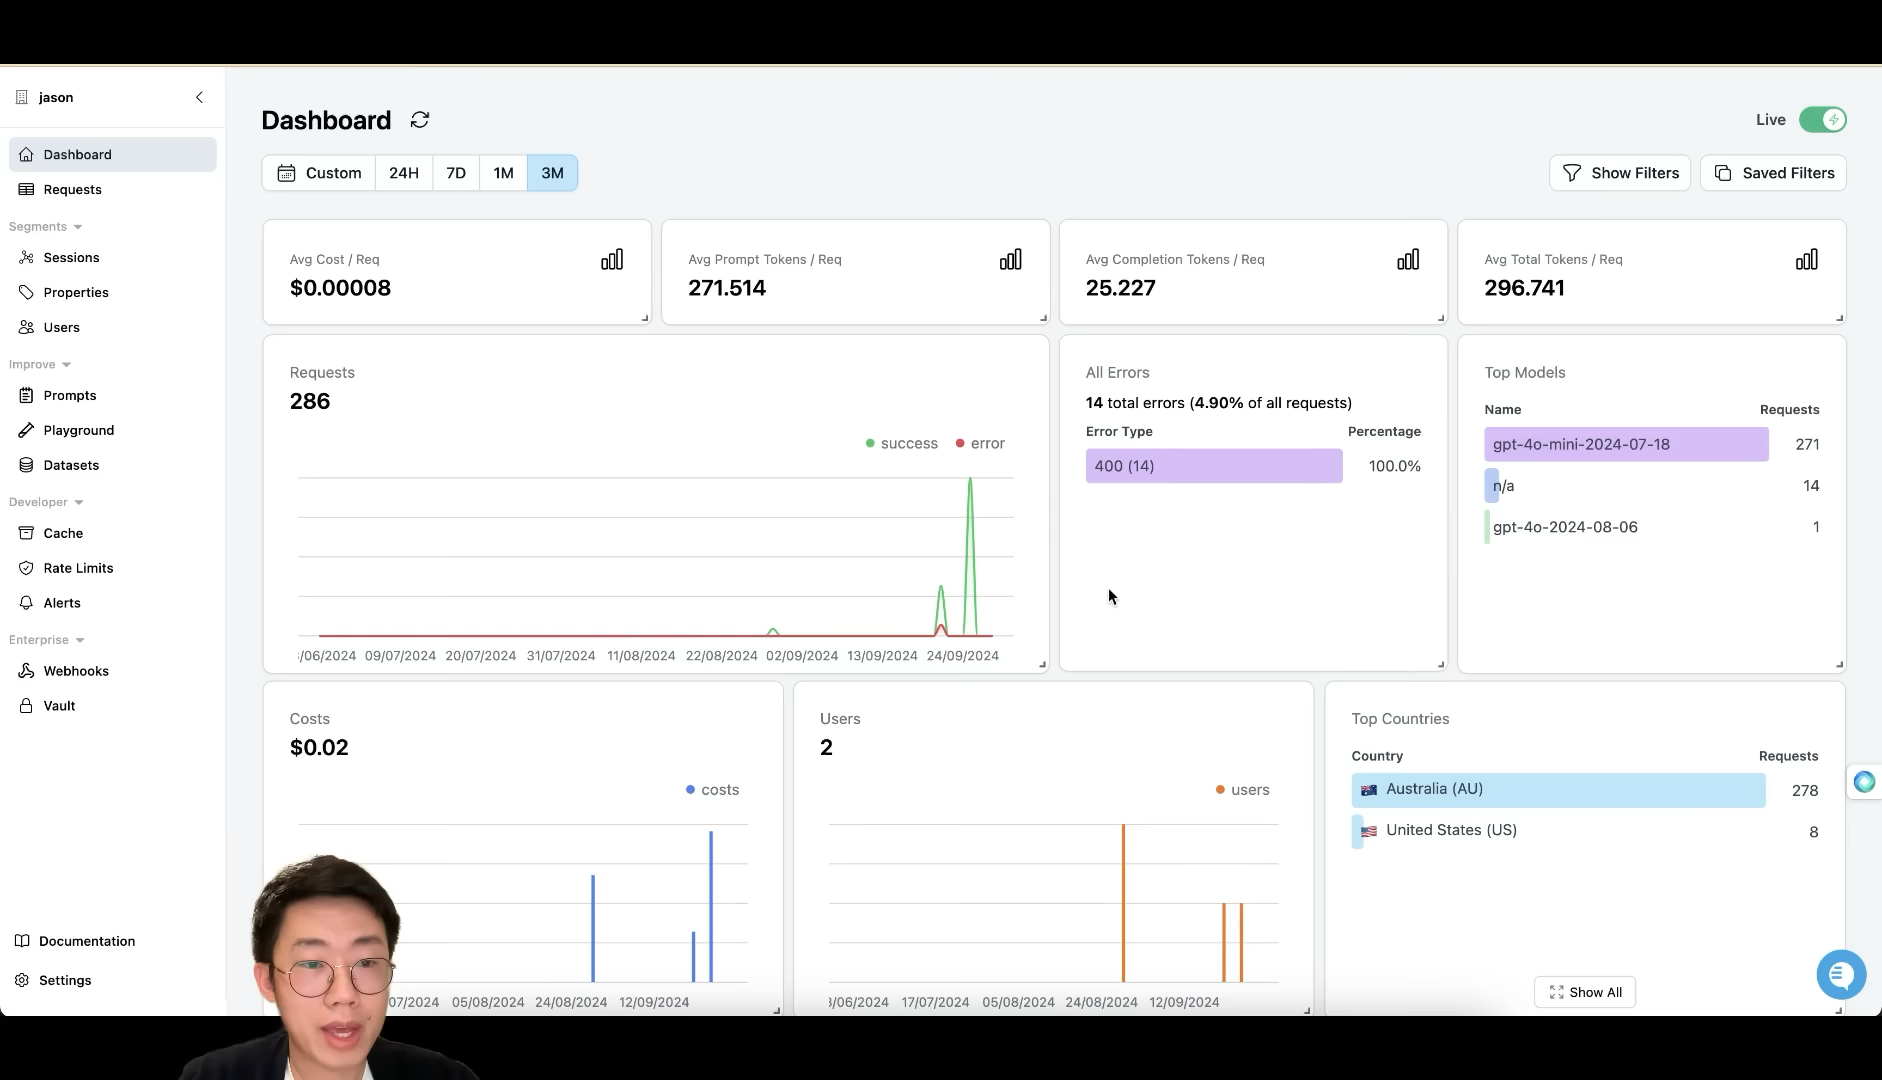 jason
Dashboard
Requests
Segments
Sessions
Properties
Users
Improve
Prompts
Playground
Datasets
Developer
Cache
Rate Limits
Alerts
Enterprise
Webhooks
Vault
Documentation
Settings
Dashboard
Live
Custom 24H 7D 1M 3M
Show Filters
Saved Filters
Avg Cost / Req
$0.00008
Avg Prompt Tokens / Req
271.514
Avg Completion Tokens / Req
25.227
Avg Total Tokens / Req
296.741
Requests
286
success error
/06/2024 09/07/2024 20/07/2024 31/07/2024 11/08/2024 22/08/2024 02/09/2024 13/09/2024 24/09/2024
All Errors
14 total errors (4.90% of all requests)
Error Type Percentage
400 (14) 100.0%
Top Models
Name Requests
gpt-4o-mini-2024-07-18 271
n/a 14
gpt-4o-2024-08-06 1
Costs
$0.02
costs
07/2024 05/08/2024 24/08/2024 12/09/2024
Users
2
users
/06/2024 17/07/2024 05/08/2024 24/08/2024 12/09/2024
Top Countries
Country Requests
Australia (AU) 278
United States (US) 8
Show All